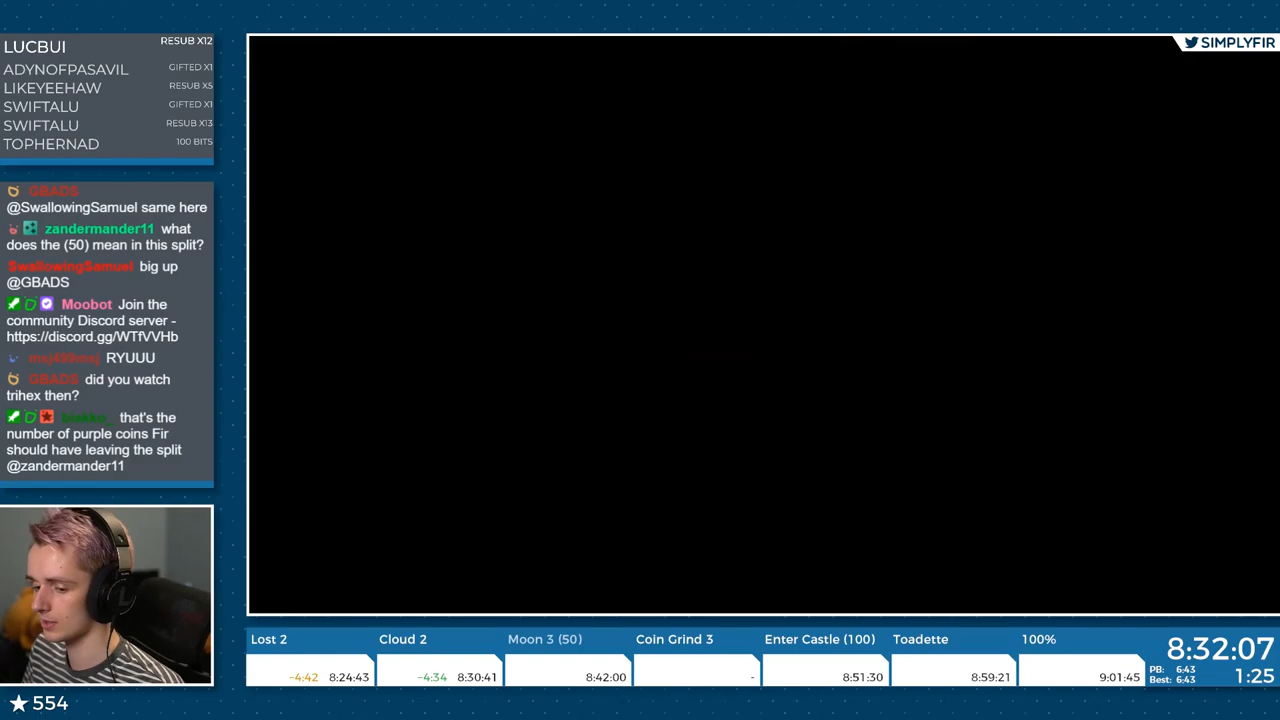 LUCBUI RESUB X12
ADYNOFPASAVIL GIFTED X1
LIKEYEEHAW RESUB X5
SWIFTALU GIFTED X1
SWIFTALU RESUB X13
TOPHERNAD 100 BITS
GBADS
@SwallowingSamuel same here
zandermander11 what
does the (50) mean in this split?
SwallowingSamuel big up
@GBADS
Moobot Join the
community Discord server -
https://discord.gg/WTfVVHb
RYUUU
GBADS did you watch
trihex then?
that's the
number of purple coins Fir
should have leaving the split
@zandermander11
554
SIMPLYFIR
Lost 2
-4:42 8:24:43
Cloud 2
-4:34 8:30:41
Moon 3 (50)
8:42:00
Coin Grind 3
-
Enter Castle (100)
8:51:30
Toadette
8:59:21
100%
9:01:45
8:32:07
PB: 6:43
Best: 6:43
1:25